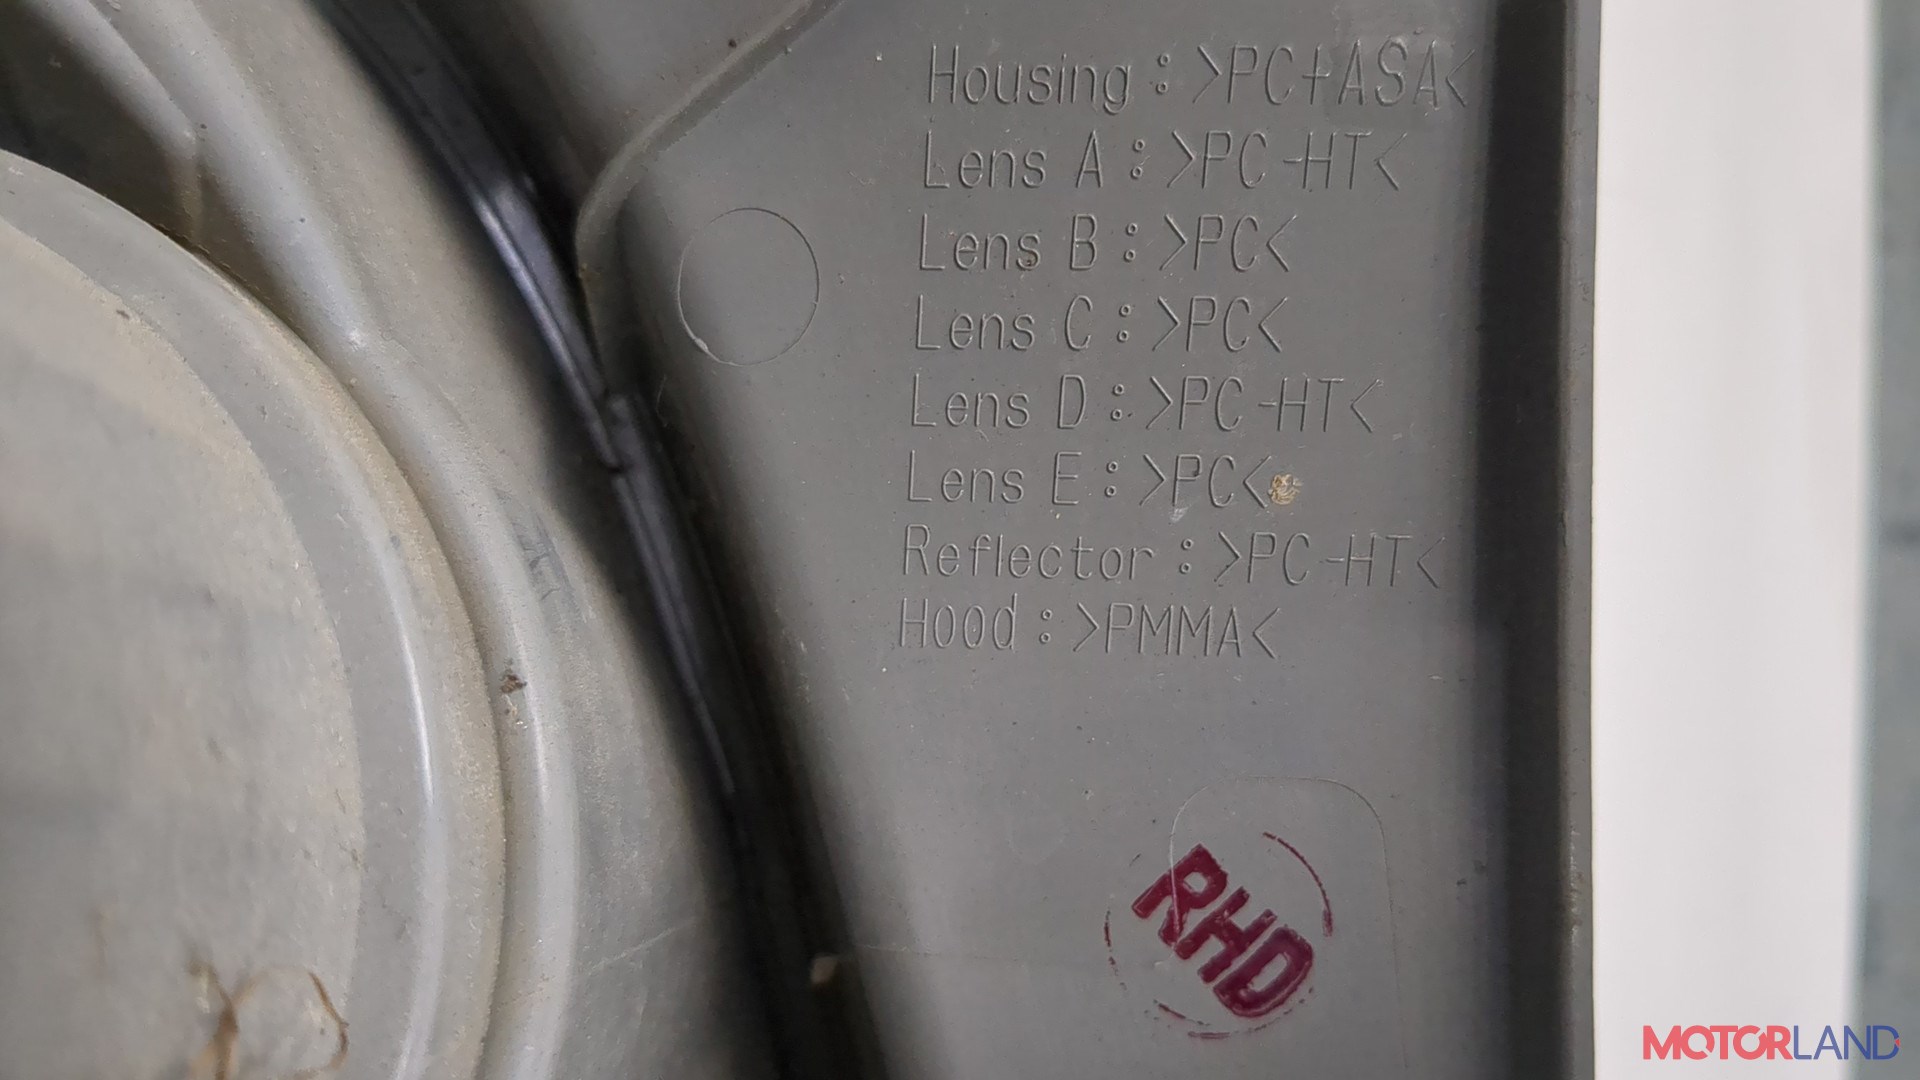 Housing : >PC+ASA<
Lens A : >PC-HT<
Lens B : >PC<
Lens C : >PC<
Lens D : >PC-HT<
Lens E : >PC<
Reflector : >PC-HT<
Hood : >PMMA<
RHD
MOTORLAND